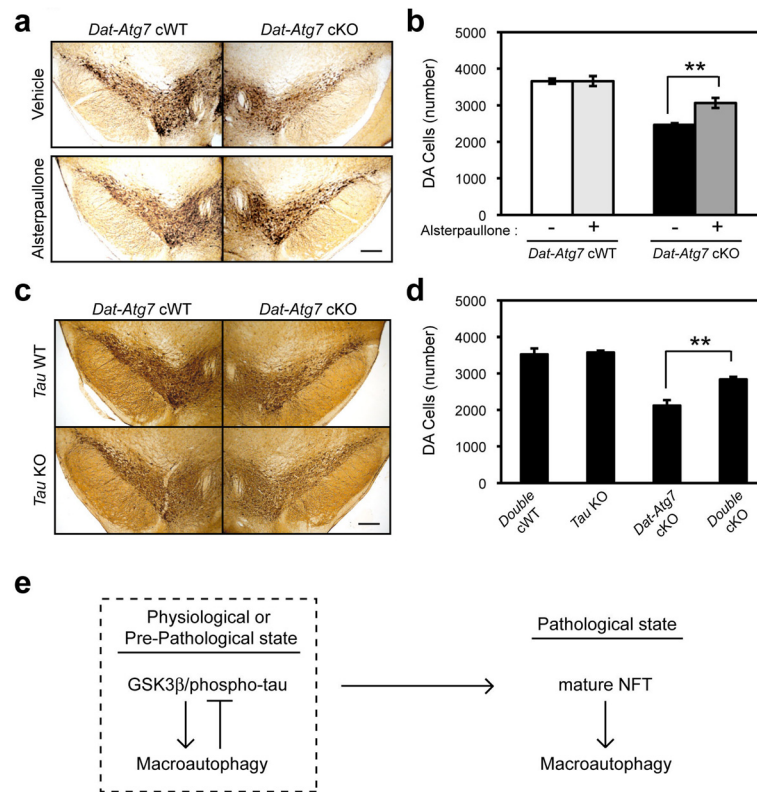 a
Dat-Atg7 cWT
Dat-Atg7 cKO
Vehicle
Alsterpaullone
b
DA Cells (number)
5000
4000
3000
2000
1000
0
**
Alsterpaullone : - + - +
Dat-Atg7 cWT
Dat-Atg7 cKO
c
Dat-Atg7 cWT
Dat-Atg7 cKO
Tau WT
Tau KO
d
DA Cells (number)
5000
4000
3000
2000
1000
0
**
Double
cWT
Tau KO
Dat-Atg7
cKO
Double
cKO
e
Physiological or
Pre-Pathological state
GSK3β/phospho-tau
Macroautophagy
Pathological state
mature NFT
Macroautophagy